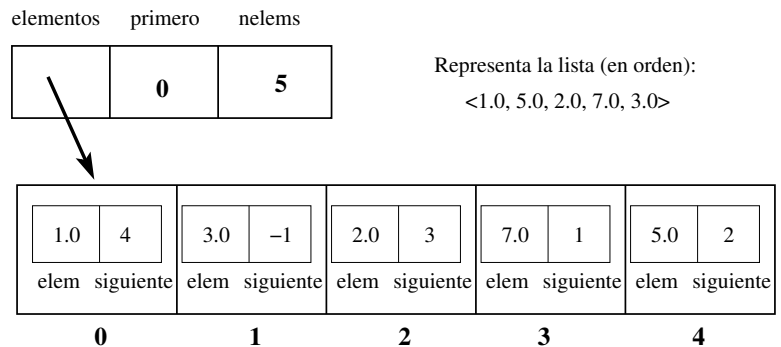 elementos primero nelems
0 5
Representa la lista (en orden):
<1.0, 5.0, 2.0, 7.0, 3.0>
1.0 4 3.0 −1 2.0 3 7.0 1 5.0 2
elem siguiente elem siguiente elem siguiente elem siguiente elem siguiente
0 1 2 3 4